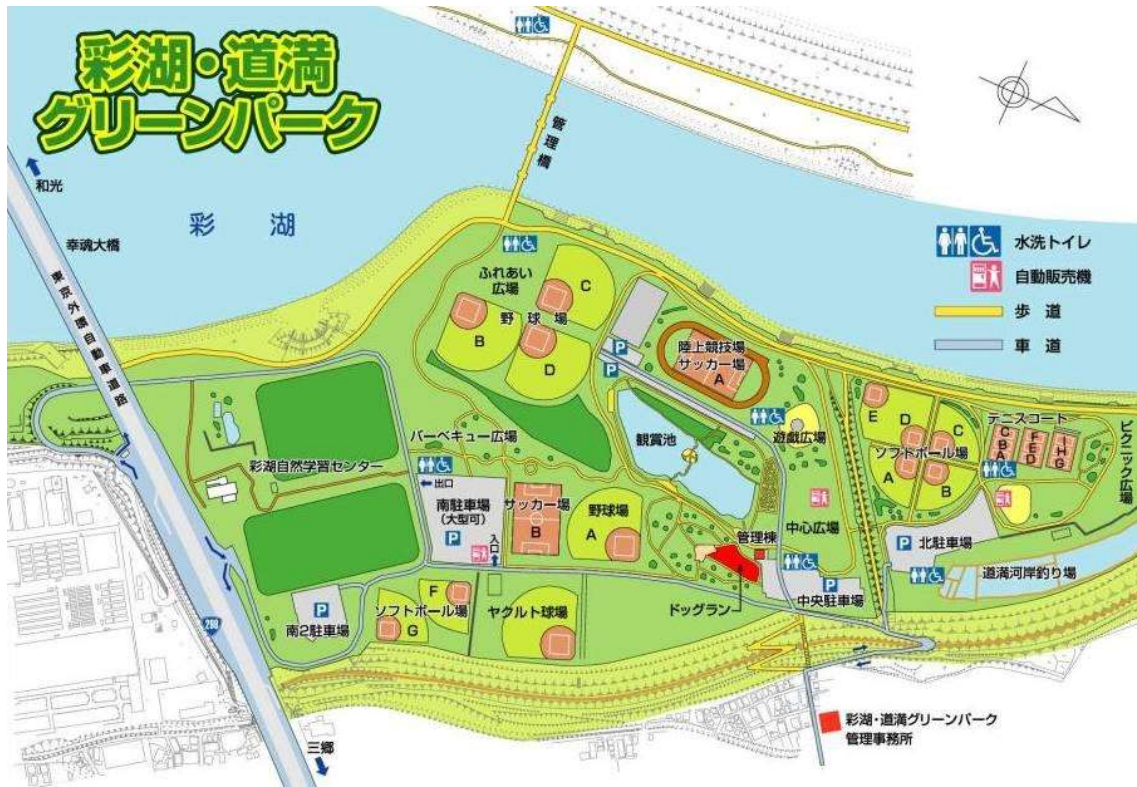 彩湖・道満
グリーンパーク
和光
彩湖
幸魂大橋
東京外環自動車道路
管理橋
水洗トイレ
自動販売機
歩道
車道
ふれあい
広場
野球場
C
B
D
P
P
陸上競技場
サッカー場
A
観賞池
遊戯広場
E
D
C
ソフトボール場
A
B
テニスコート
C
B
A
F
E
D
I
H
G
ピクニック広場
バーベキュー広場
彩湖自然学習センター
出口
南駐車場
(大型可)
P
入口
サッカー場
B
野球場
A
管理棟
中心広場
P
北駐車場
道満河岸釣り場
P
中央駐車場
ドッグラン
P
南2駐車場
F
ソフトボール場
G
ヤクルト球場
298
三郷
彩湖・道満グリーンパーク
管理事務所